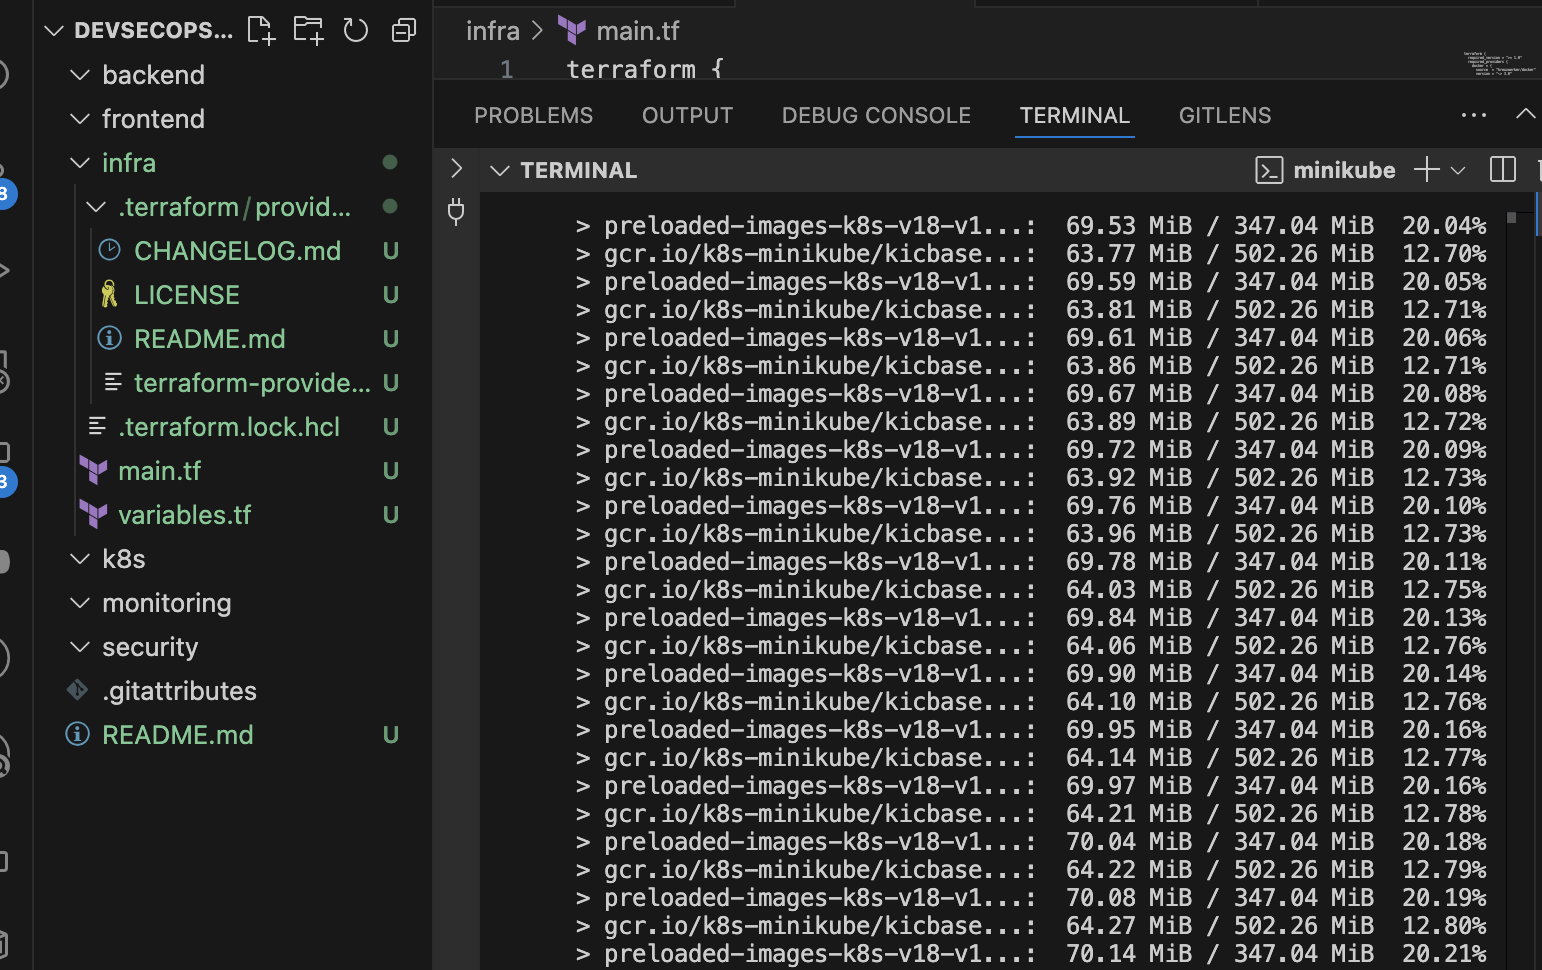 DEVSECOPS...
backend
frontend
infra
.terraform/provid...
CHANGELOG.md U
LICENSE U
README.md U
terraform-provide... U
.terraform.lock.hcl U
main.tf U
variables.tf U
k8s
monitoring
security
.gitattributes
README.md U
8
3
infra > main.tf
1 terraform {
PROBLEMS OUTPUT DEBUG CONSOLE TERMINAL GITLENS
TERMINAL minikube
> preloaded-images-k8s-v18-v1...: 69.53 MiB / 347.04 MiB 20.04%
> gcr.io/k8s-minikube/kicbase...: 63.77 MiB / 502.26 MiB 12.70%
> preloaded-images-k8s-v18-v1...: 69.59 MiB / 347.04 MiB 20.05%
> gcr.io/k8s-minikube/kicbase...: 63.81 MiB / 502.26 MiB 12.71%
> preloaded-images-k8s-v18-v1...: 69.61 MiB / 347.04 MiB 20.06%
> gcr.io/k8s-minikube/kicbase...: 63.86 MiB / 502.26 MiB 12.71%
> preloaded-images-k8s-v18-v1...: 69.67 MiB / 347.04 MiB 20.08%
> gcr.io/k8s-minikube/kicbase...: 63.89 MiB / 502.26 MiB 12.72%
> preloaded-images-k8s-v18-v1...: 69.72 MiB / 347.04 MiB 20.09%
> gcr.io/k8s-minikube/kicbase...: 63.92 MiB / 502.26 MiB 12.73%
> preloaded-images-k8s-v18-v1...: 69.76 MiB / 347.04 MiB 20.10%
> gcr.io/k8s-minikube/kicbase...: 63.96 MiB / 502.26 MiB 12.73%
> preloaded-images-k8s-v18-v1...: 69.78 MiB / 347.04 MiB 20.11%
> gcr.io/k8s-minikube/kicbase...: 64.03 MiB / 502.26 MiB 12.75%
> preloaded-images-k8s-v18-v1...: 69.84 MiB / 347.04 MiB 20.13%
> gcr.io/k8s-minikube/kicbase...: 64.06 MiB / 502.26 MiB 12.76%
> preloaded-images-k8s-v18-v1...: 69.90 MiB / 347.04 MiB 20.14%
> gcr.io/k8s-minikube/kicbase...: 64.10 MiB / 502.26 MiB 12.76%
> preloaded-images-k8s-v18-v1...: 69.95 MiB / 347.04 MiB 20.16%
> gcr.io/k8s-minikube/kicbase...: 64.14 MiB / 502.26 MiB 12.77%
> preloaded-images-k8s-v18-v1...: 69.97 MiB / 347.04 MiB 20.16%
> gcr.io/k8s-minikube/kicbase...: 64.21 MiB / 502.26 MiB 12.78%
> preloaded-images-k8s-v18-v1...: 70.04 MiB / 347.04 MiB 20.18%
> gcr.io/k8s-minikube/kicbase...: 64.22 MiB / 502.26 MiB 12.79%
> preloaded-images-k8s-v18-v1...: 70.08 MiB / 347.04 MiB 20.19%
> gcr.io/k8s-minikube/kicbase...: 64.27 MiB / 502.26 MiB 12.80%
> preloaded-images-k8s-v18-v1...: 70.14 MiB / 347.04 MiB 20.21%